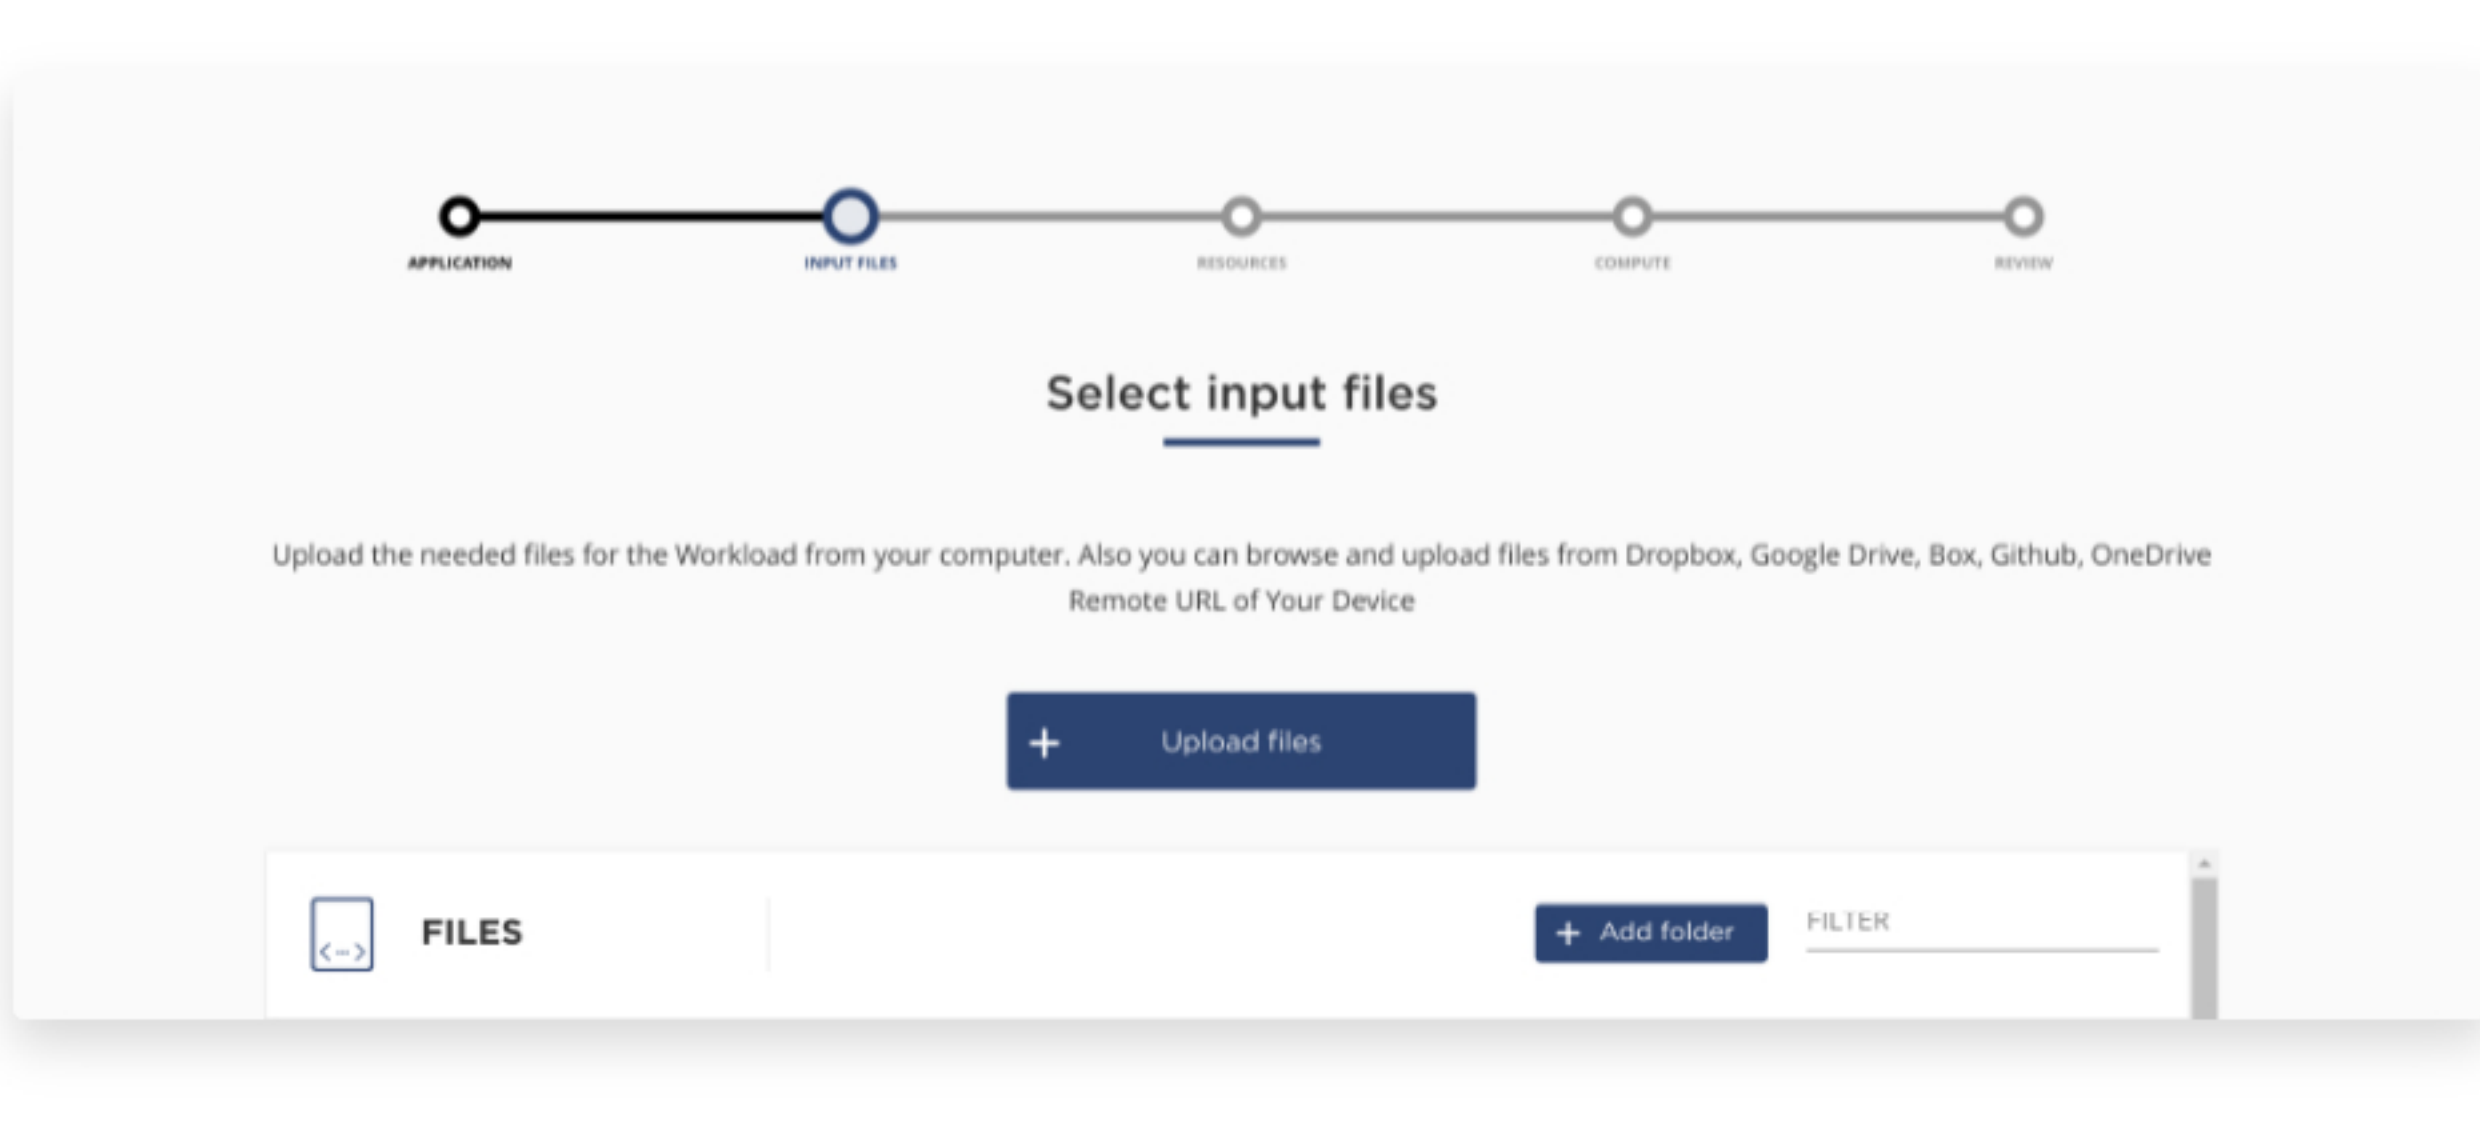 APPLICATION INPUT FILES RESOURCES COMPUTE REVIEW
Select input files
Upload the needed files for the Workload from your computer. Also you can browse and upload files from Dropbox, Google Drive, Box, Github, OneDrive
Remote URL of Your Device
+ Upload files
<···> FILES + Add folder FILTER